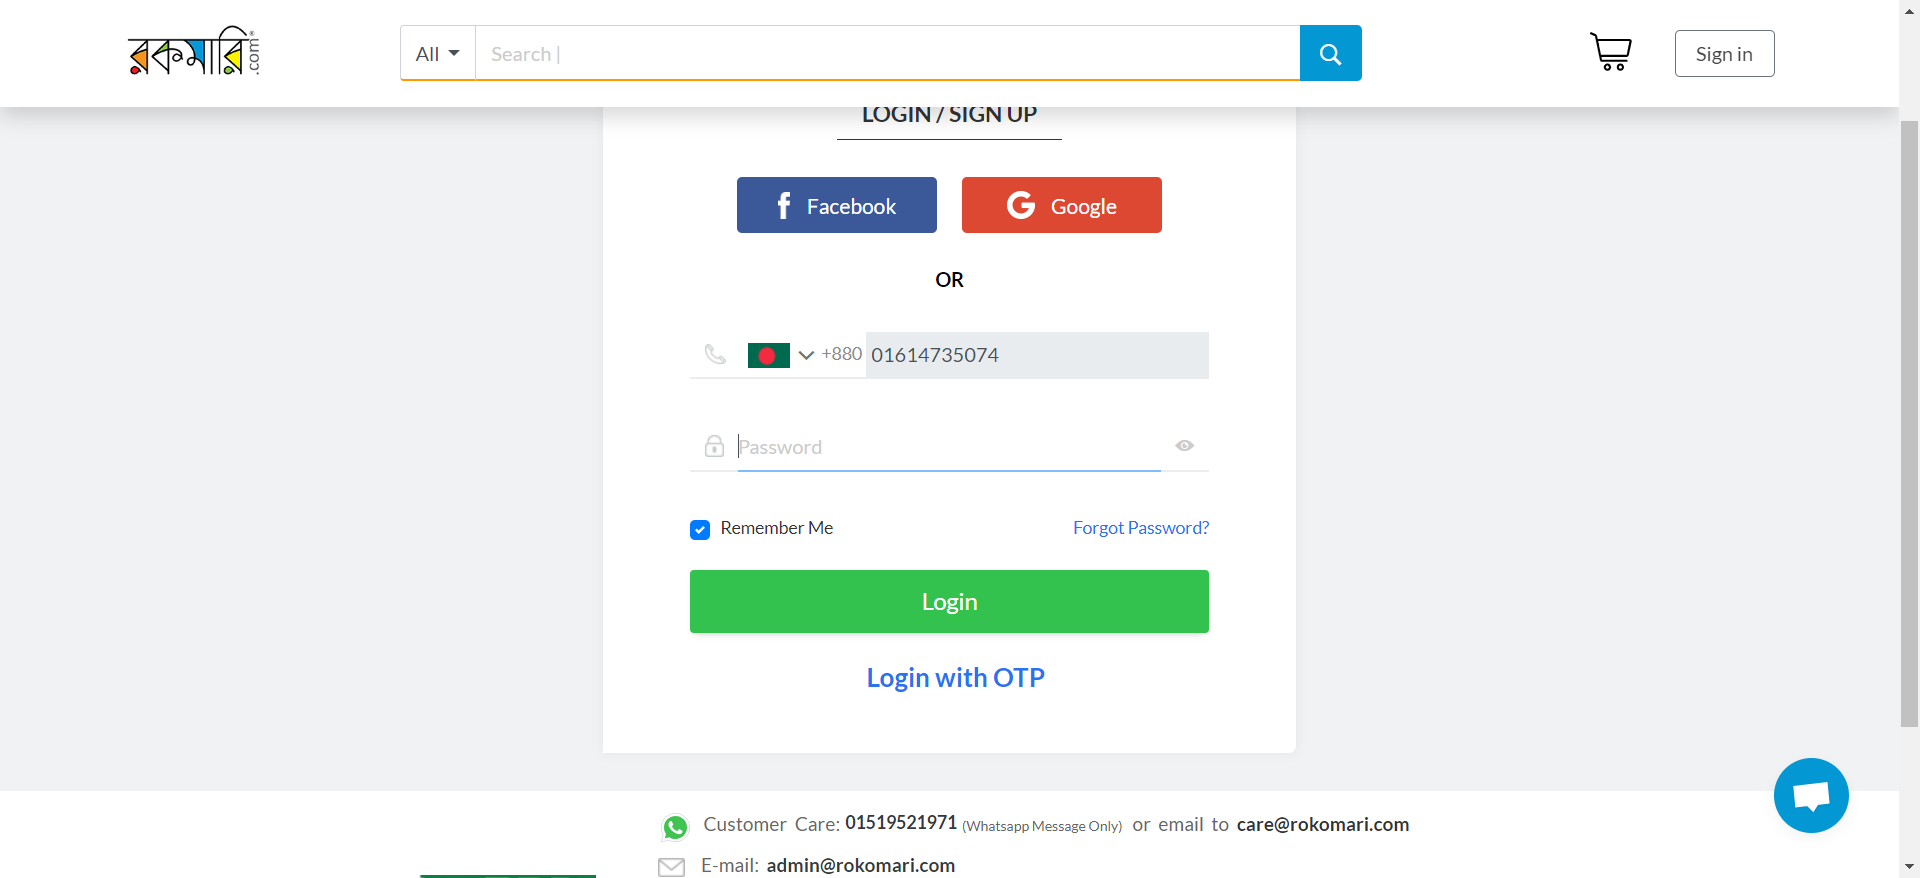 রকমারি.com®
All
Search |
Sign in
LOGIN / SIGN UP
Facebook
Google
OR
+880 01614735074
Password
Remember Me
Forgot Password?
Login
Login with OTP
Customer Care: 01519521971 (Whatsapp Message Only) or email to care@rokomari.com
E-mail: admin@rokomari.com